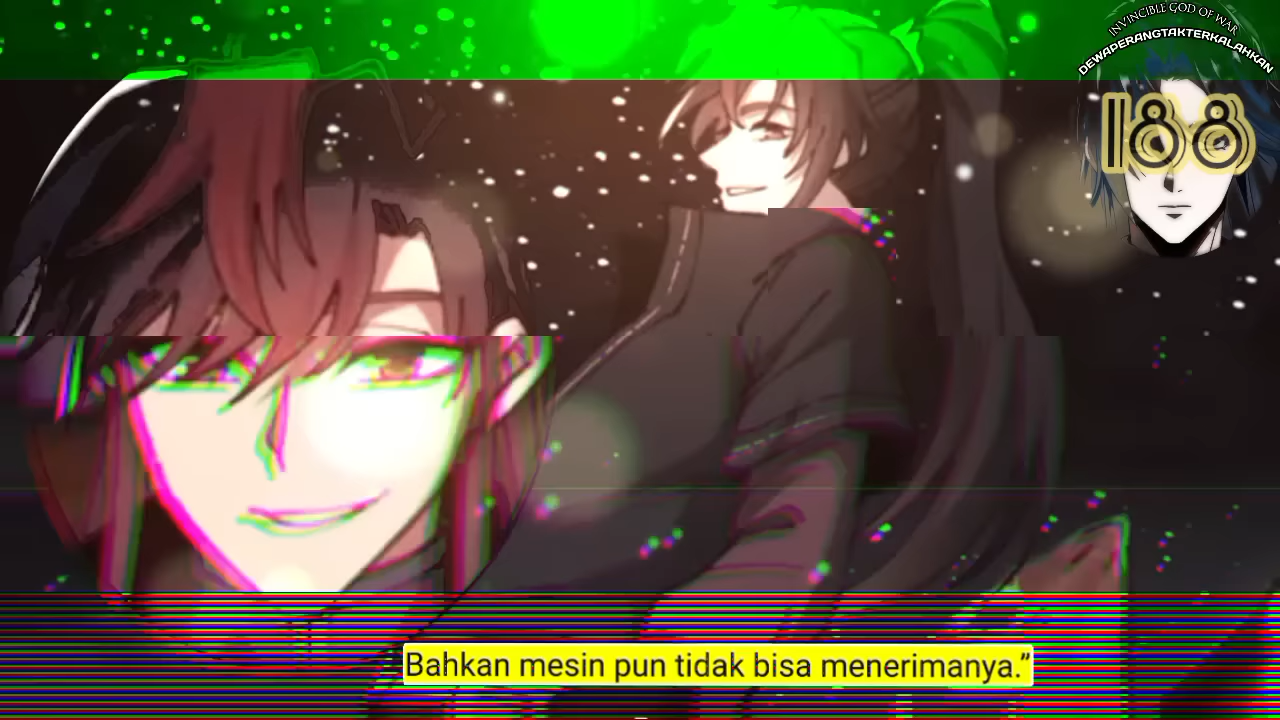 INVINCIBLE GOD OF WAR
DEWAPERANGTAKTERKALAHKAN
188
Bahkan mesin pun tidak bisa menerimanya.”